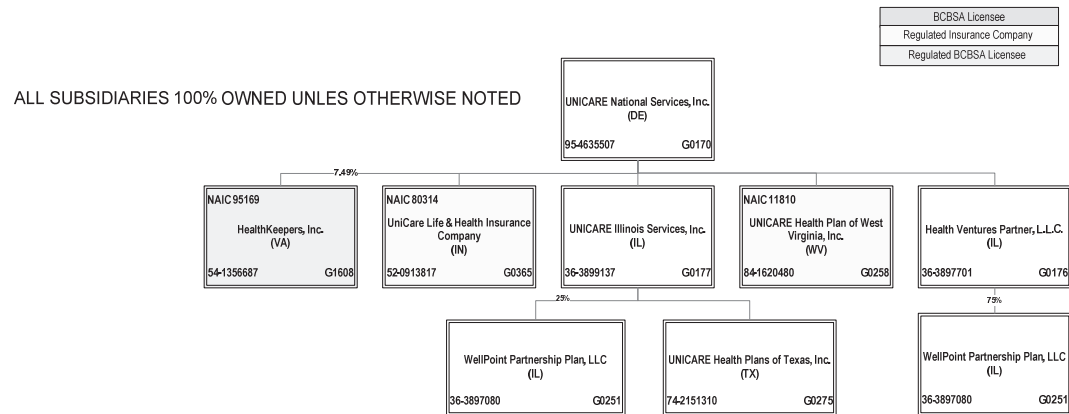 BCBSA Licensee
Regulated Insurance Company
Regulated BCBSA Licensee
ALL SUBSIDIARIES 100% OWNED UNLES OTHERWISE NOTED
UNICARE National Services, Inc.
(DE)
95-4635507 G0170
7.49%
NAIC 95169
HealthKeepers, Inc.
(VA)
54-1356687 G1608
NAIC 80314
UniCare Life & Health Insurance
Company
(IN)
52-0913817 G0365
UNICARE Illinois Services, Inc.
(IL)
36-3899137 G0177
NAIC 11810
UNICARE Health Plan of West
Virginia, Inc.
(WV)
84-1620480 G0258
Health Ventures Partner, L.L.C.
(IL)
36-3897701 G0176
25%
75%
WellPoint Partnership Plan, LLC
(IL)
36-3897080 G0251
UNICARE Health Plans of Texas, Inc.
(TX)
74-2151310 G0275
WellPoint Partnership Plan, LLC
(IL)
36-3897080 G0251